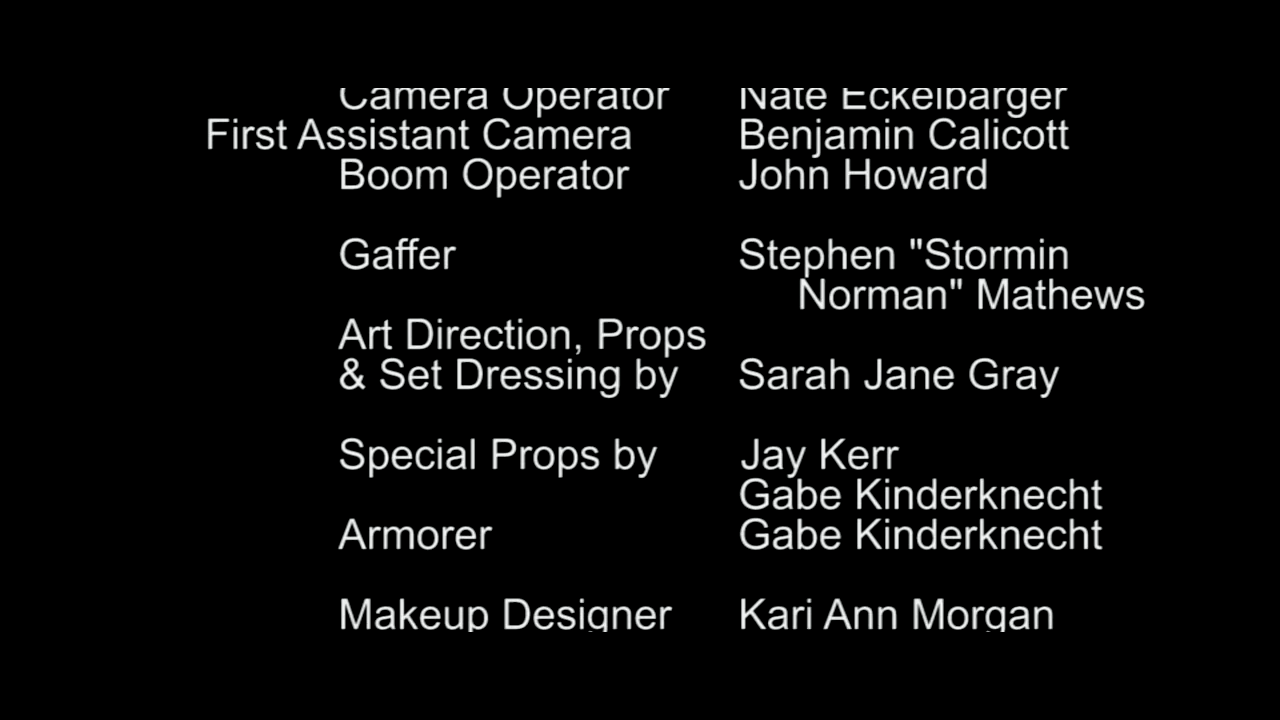 Camera Operator Nate Eckelbarger
First Assistant Camera Benjamin Calicott
Boom Operator John Howard
Gaffer Stephen "Stormin
Norman" Mathews
Art Direction, Props
& Set Dressing by Sarah Jane Gray
Special Props by Jay Kerr
Gabe Kinderknecht
Armorer Gabe Kinderknecht
Makeup Designer Kari Ann Morgan